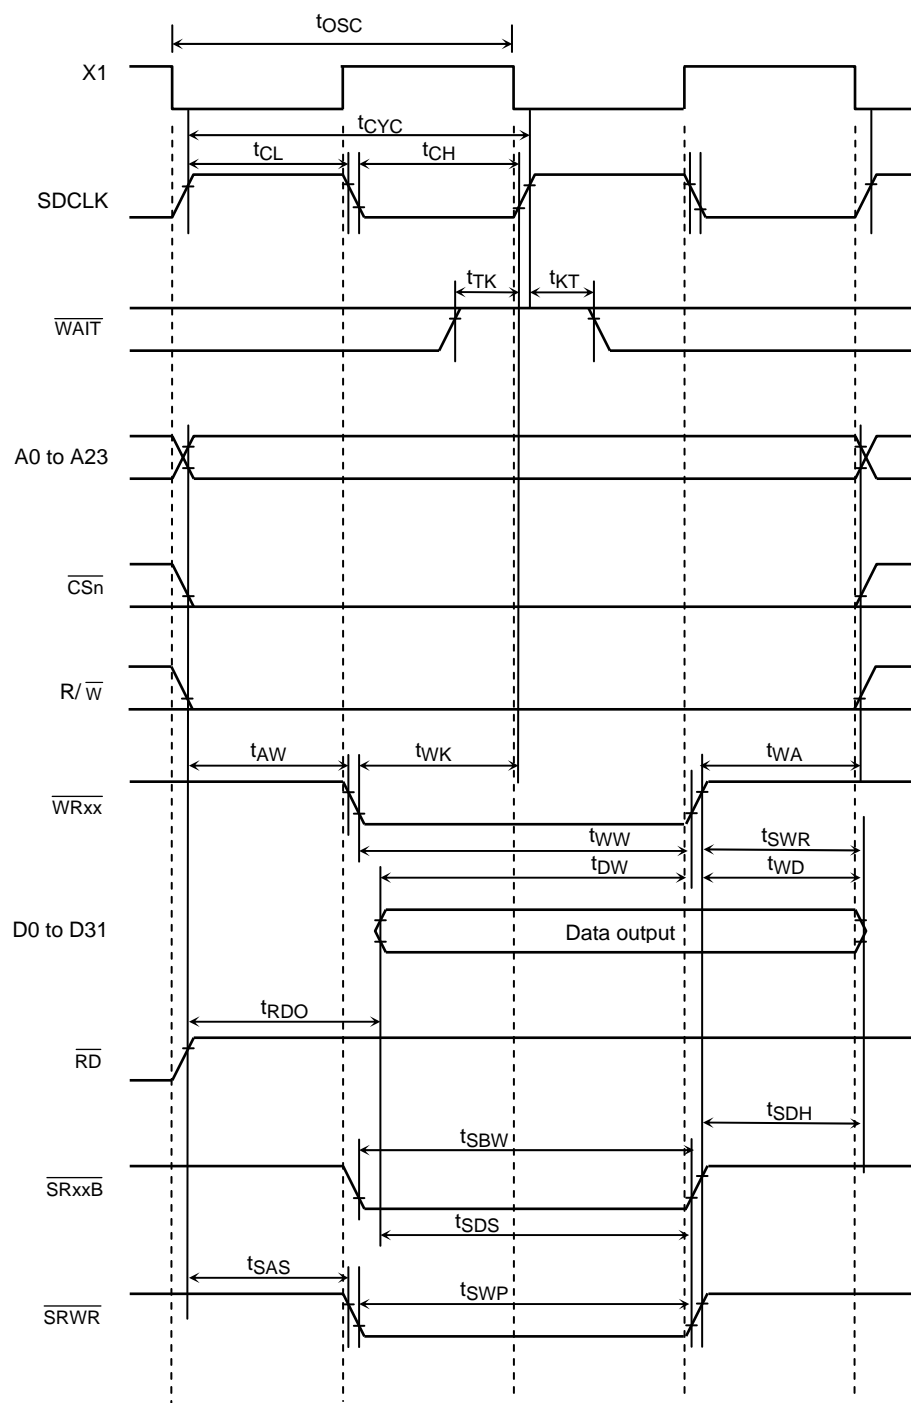 tOSC
X1
tCYC
tCL tCH
SDCLK
tTK tKT
WAIT
A0 to A23
CSn
R/ W
tAW tWK tWA
WRxx
tWW tSWR
tDW tWD
D0 to D31 Data output
tRDO
RD
tSDH
tSBW
SRxxB
tSDS
tSAS
tSWP
SRWR